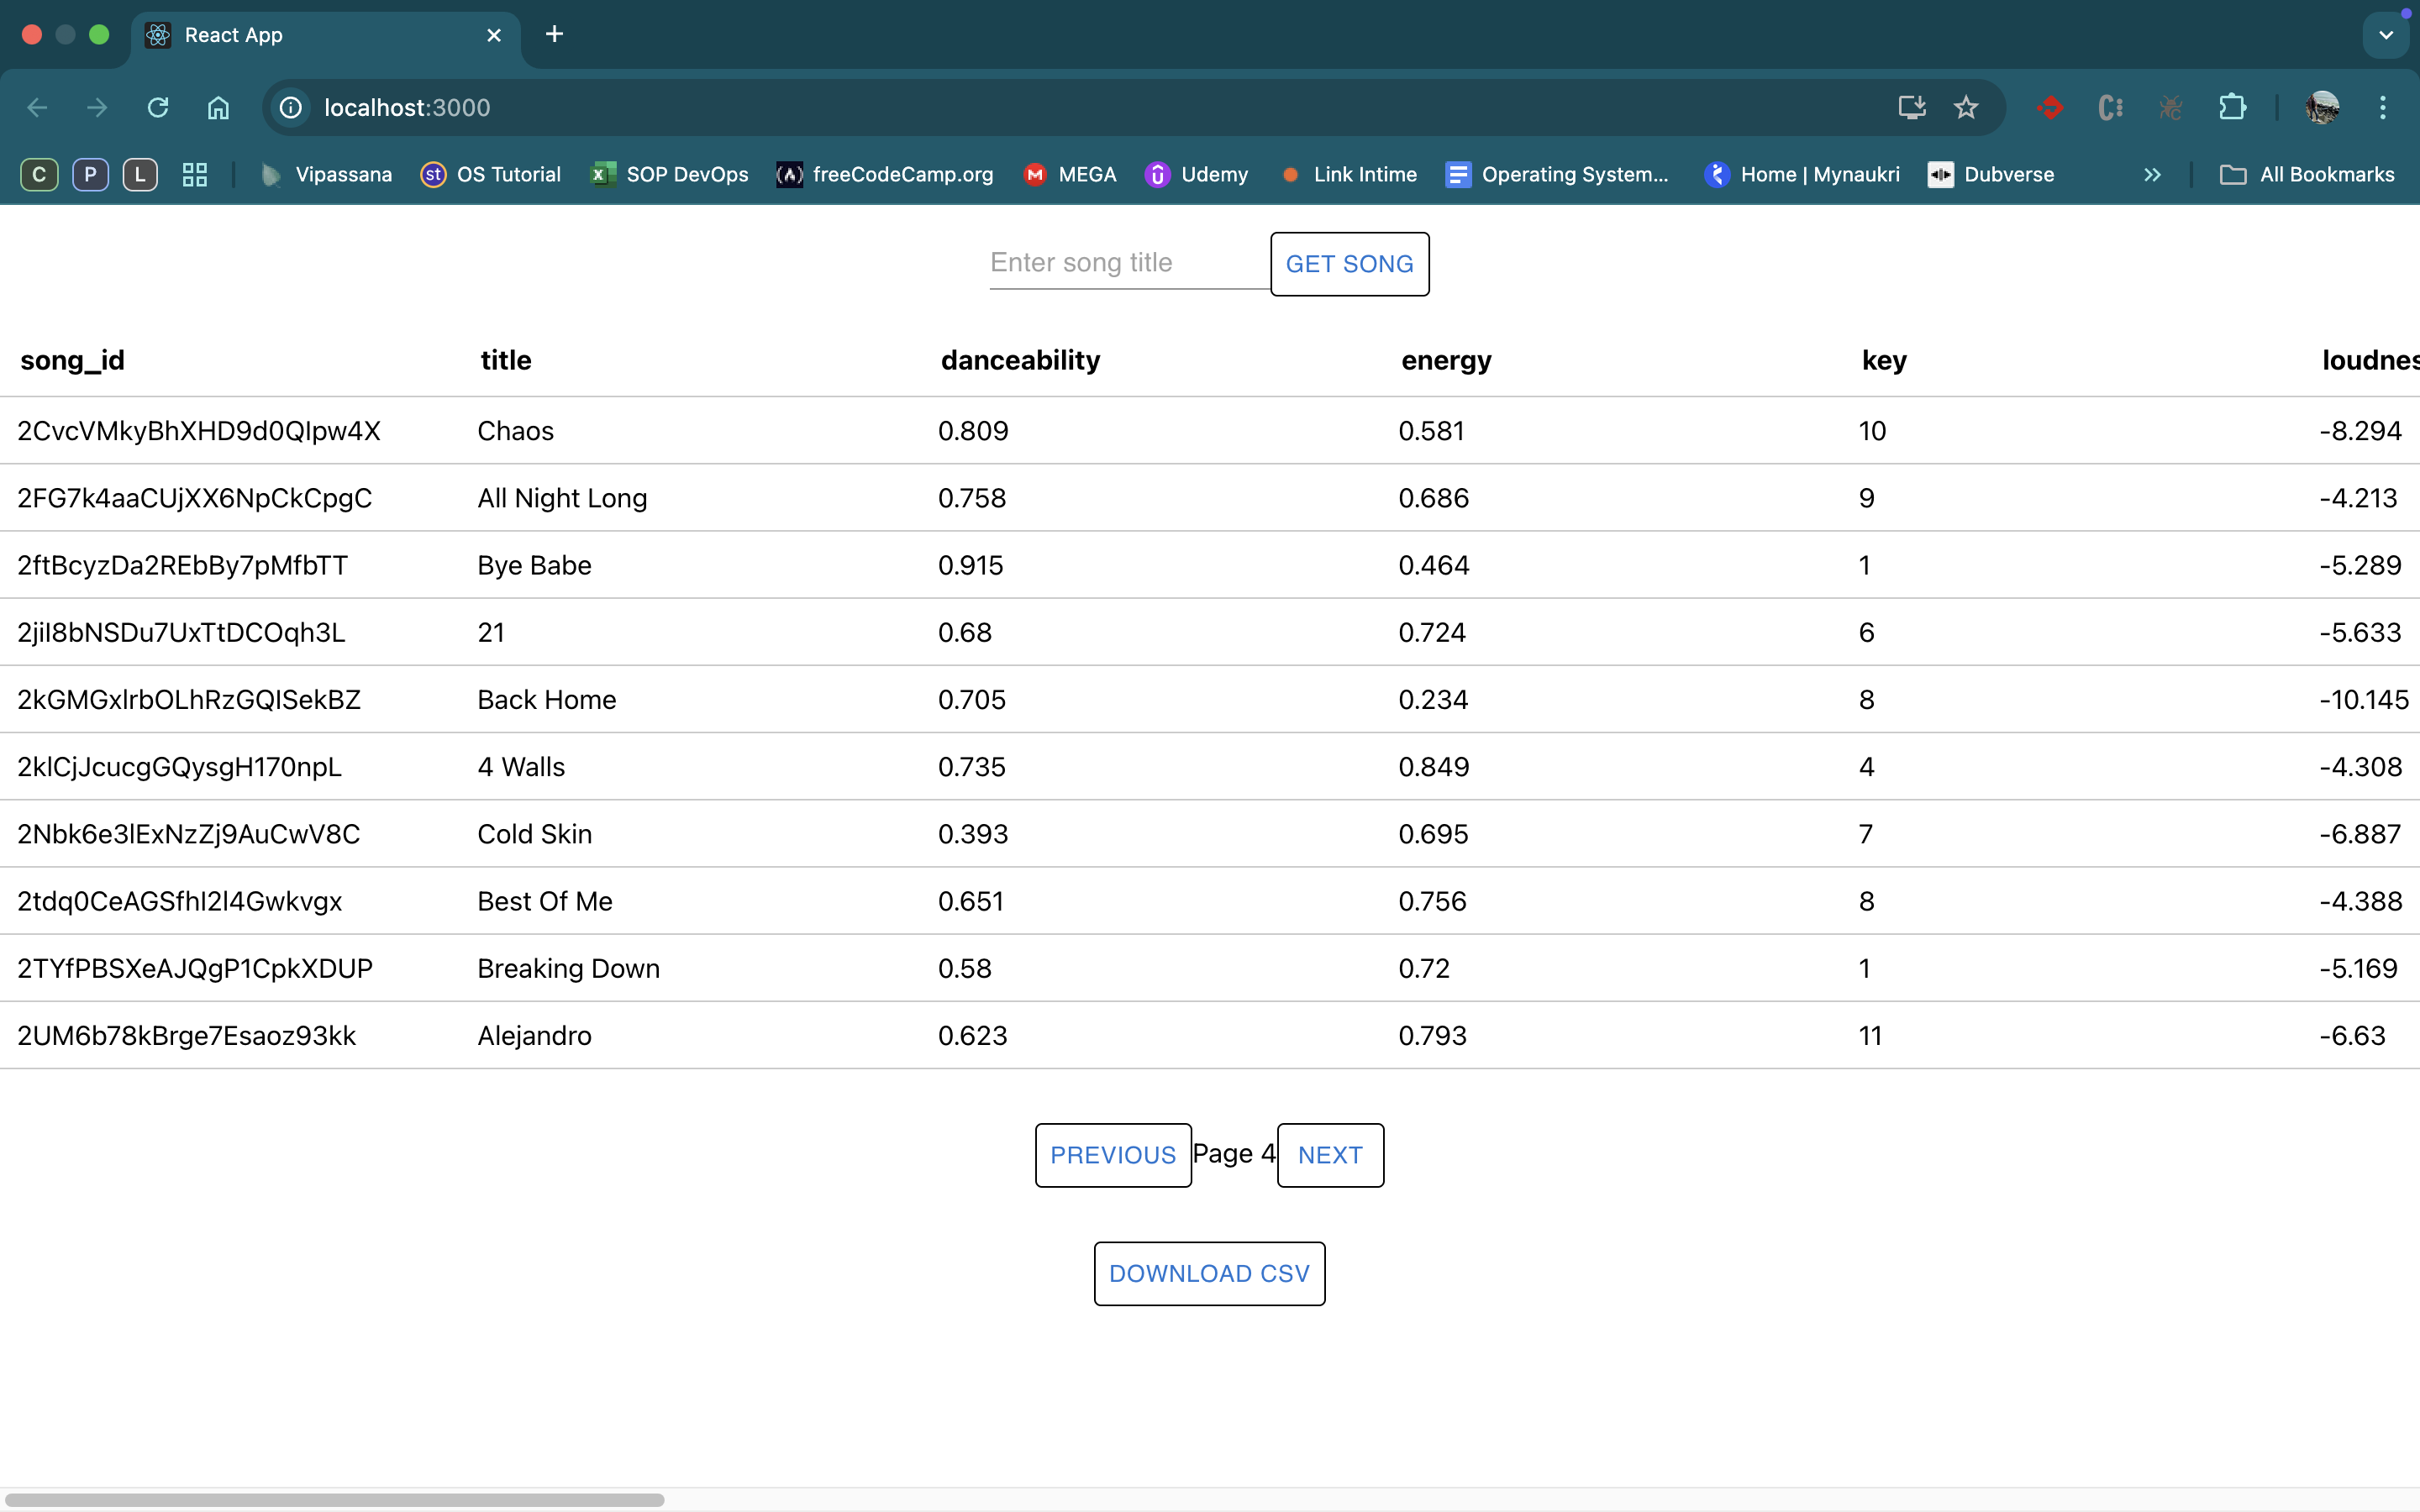 React App
localhost:3000
C P L Vipassana st OS Tutorial SOP DevOps freeCodeCamp.org MEGA Udemy Link Intime Operating System... Home | Mynaukri Dubverse All Bookmarks
Enter song title GET SONG
song_id title danceability energy key loudnes
2CvcVMkyBhXHD9d0QIpw4X Chaos 0.809 0.581 10 -8.294
2FG7k4aaCUjXX6NpCkCpgC All Night Long 0.758 0.686 9 -4.213
2ftBcyzDa2REbBy7pMfbTT Bye Babe 0.915 0.464 1 -5.289
2jiI8bNSDu7UxTtDCOqh3L 21 0.68 0.724 6 -5.633
2kGMGxlrbOLhRzGQISekBZ Back Home 0.705 0.234 8 -10.145
2klCjJcucgGQysgH170npL 4 Walls 0.735 0.849 4 -4.308
2Nbk6e3lExNzZj9AuCwV8C Cold Skin 0.393 0.695 7 -6.887
2tdq0CeAGSfhI2l4Gwkvgx Best Of Me 0.651 0.756 8 -4.388
2TYfPBSXeAJQgP1CpkXDUP Breaking Down 0.58 0.72 1 -5.169
2UM6b78kBrge7Esaoz93kk Alejandro 0.623 0.793 11 -6.63
PREVIOUS Page 4 NEXT
DOWNLOAD CSV